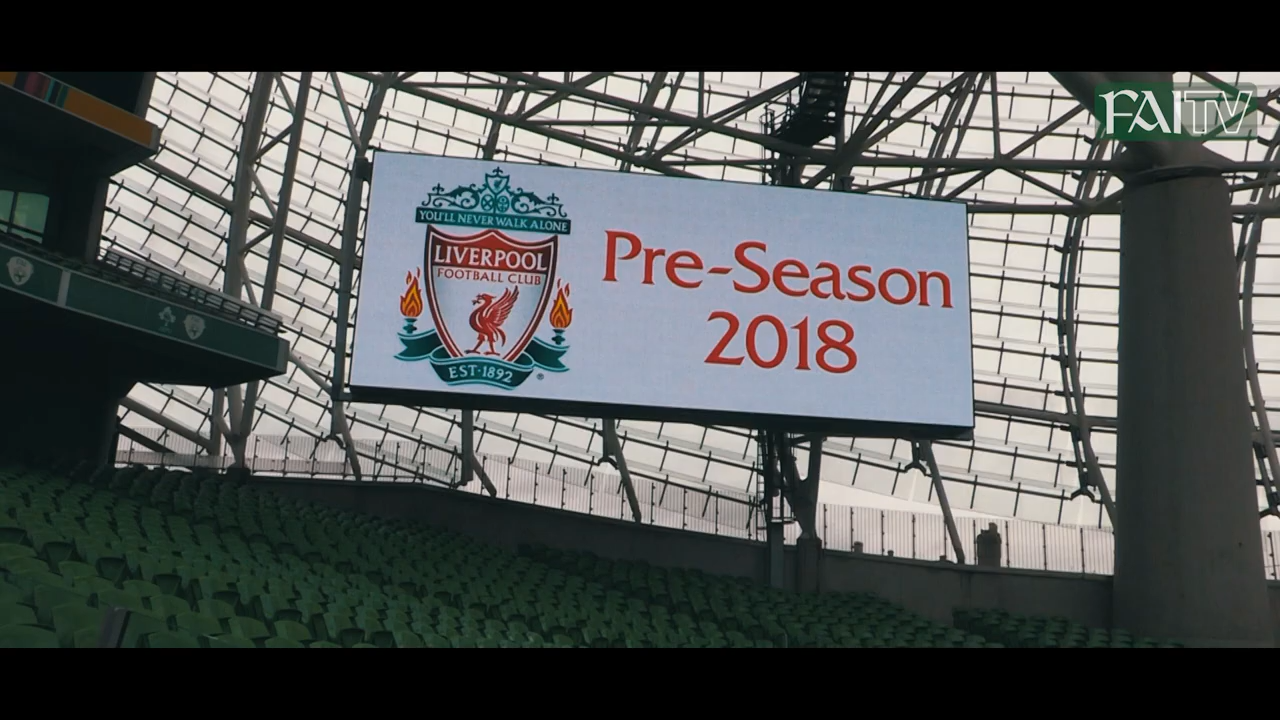 FAITV
YOU'LL NEVER WALK ALONE
LIVERPOOL
FOOTBALL CLUB
EST·1892
®
Pre-Season
2018